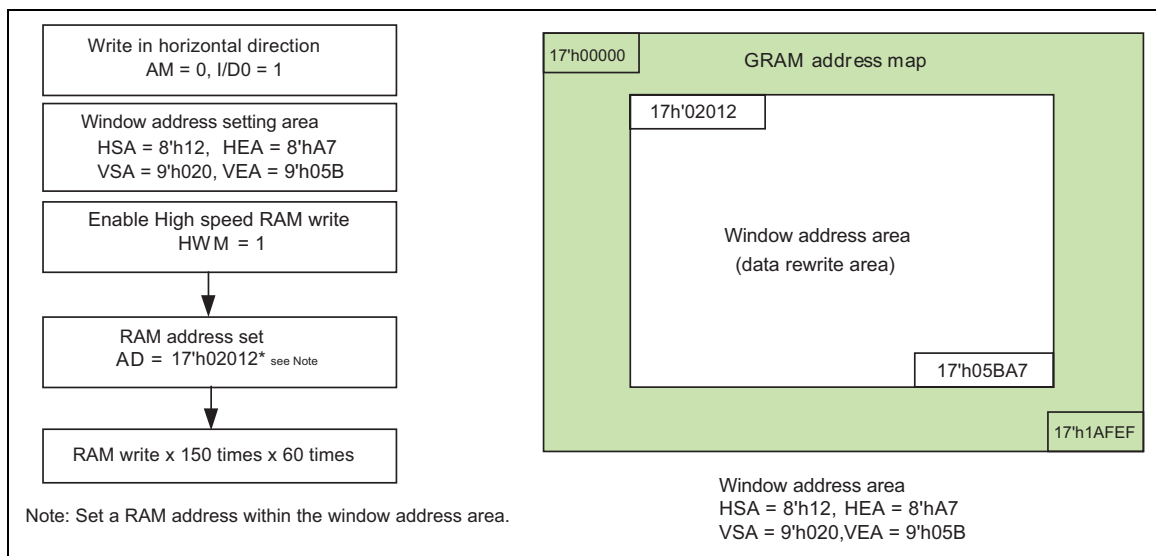 Write in horizontal direction
AM = 0, I/D0 = 1
Window address setting area
HSA = 8'h12, HEA = 8'hA7
VSA = 9'h020, VEA = 9'h05B
Enable High speed RAM write
HWM = 1
RAM address set
AD = 17'h02012* see Note
RAM write x 150 times x 60 times
Note: Set a RAM address within the window address area.
17'h00000
GRAM address map
17h'02012
Window address area
(data rewrite area)
17'h05BA7
17'h1AFEF
Window address area
HSA = 8'h12, HEA = 8'hA7
VSA = 9'h020,VEA = 9'h05B